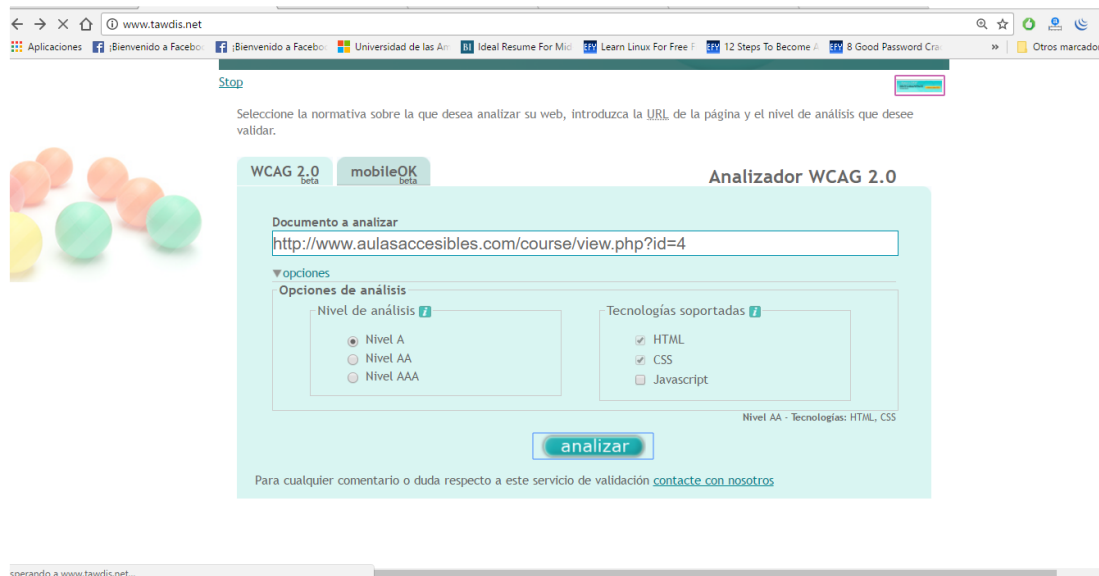 www.tawdis.net
Aplicaciones ¡Bienvenido a Facebo ¡Bienvenido a Facebo Universidad de las Am BI Ideal Resume For Mid EFY Learn Linux For Free F EFY 12 Steps To Become A EFY 8 Good Password Crac » Otros marcador
Stop
Seleccione la normativa sobre la que desea analizar su web, introduzca la URL de la página y el nivel de análisis que desee
validar.
WCAG 2.0 beta mobileOK beta
Analizador WCAG 2.0
Documento a analizar
http://www.aulasaccesibles.com/course/view.php?id=4
▼opciones
Opciones de análisis
Nivel de análisis i Tecnologías soportadas i
Nivel A HTML
Nivel AA CSS
Nivel AAA Javascript
Nivel AA - Tecnologías: HTML, CSS
analizar
Para cualquier comentario o duda respecto a este servicio de validación contacte con nosotros
sperando a www.tawdis.net...